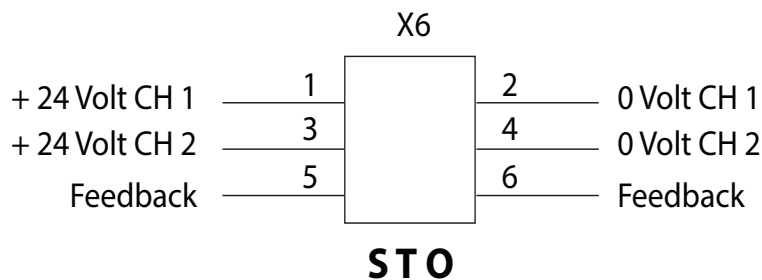 X6
+ 24 Volt CH 1 1 2 0 Volt CH 1
+ 24 Volt CH 2 3 4 0 Volt CH 2
Feedback 5 6 Feedback
STO